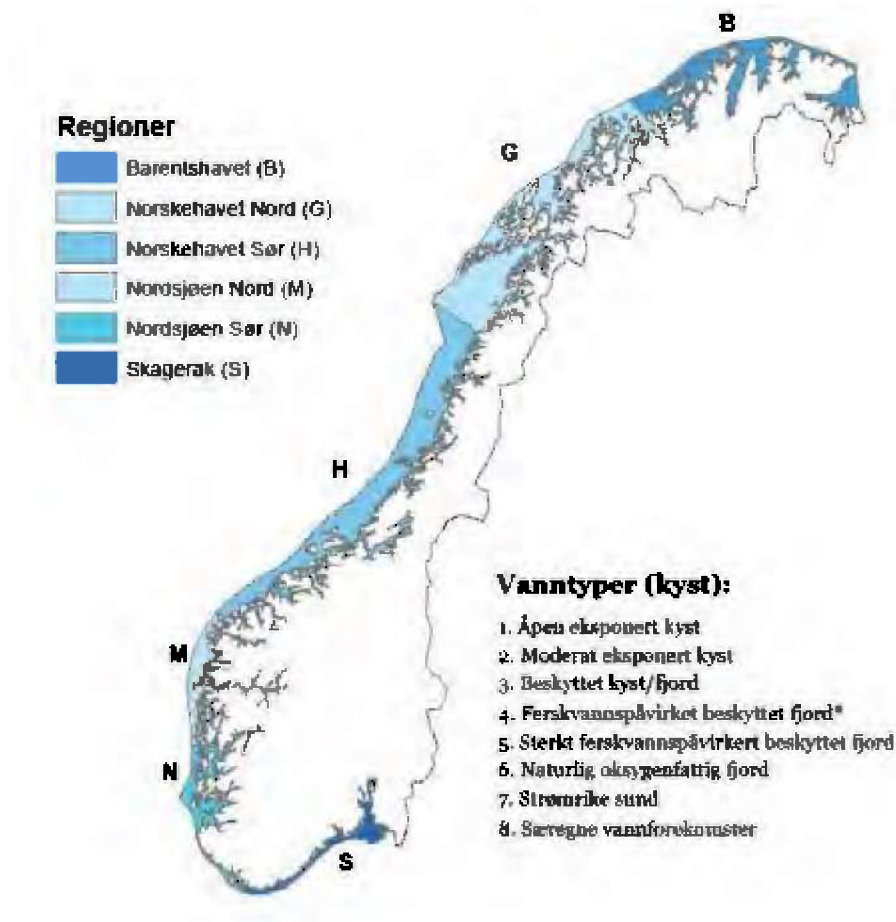 B
Regioner
Barentshavet (B)
G
Norskehavet Nord (G)
Norskehavet Sør (H)
Nordsjøen Nord (M)
Nordsjøen Sør (N)
Skagerak (S)
H
Vanntyper (kyst):
1. Åpen eksponert kyst
M
2. Moderat eksponert kyst
3. Beskyttet kyst/fjord
4. Ferskvannspåvirket beskyttet fjord*
5. Sterkt ferskvannspåvirkert beskyttet fjord
N
6. Naturlig oksygenfattig fjord
7. Strømrike sund
8. Særegne vannforekomster
S